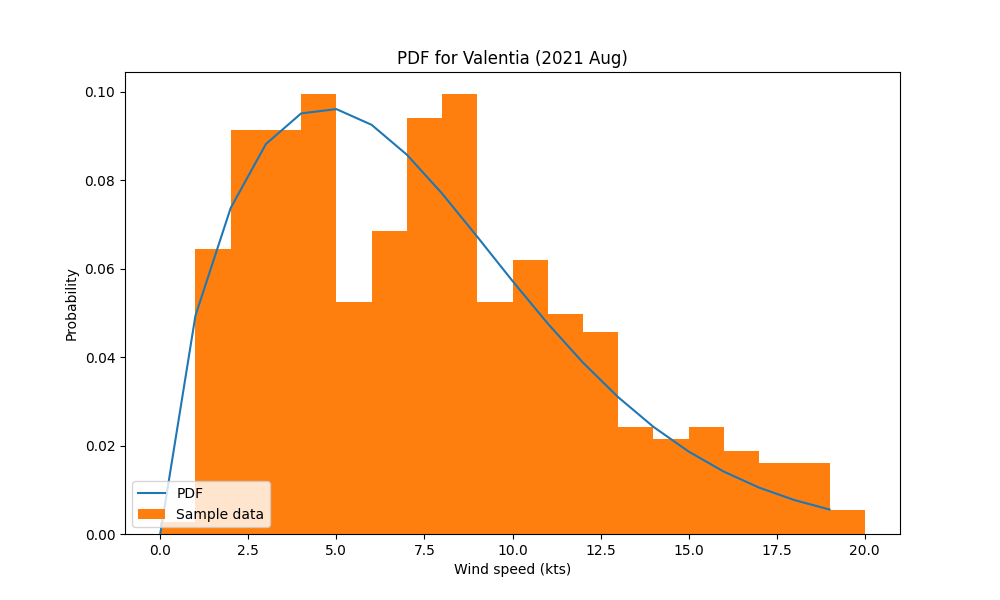 PDF for Valentia (2021 Aug)
0.10
0.08
0.06
0.04
0.02
0.00
Probability
PDF
Sample data
0.0 2.5 5.0 7.5 10.0 12.5 15.0 17.5 20.0
Wind speed (kts)